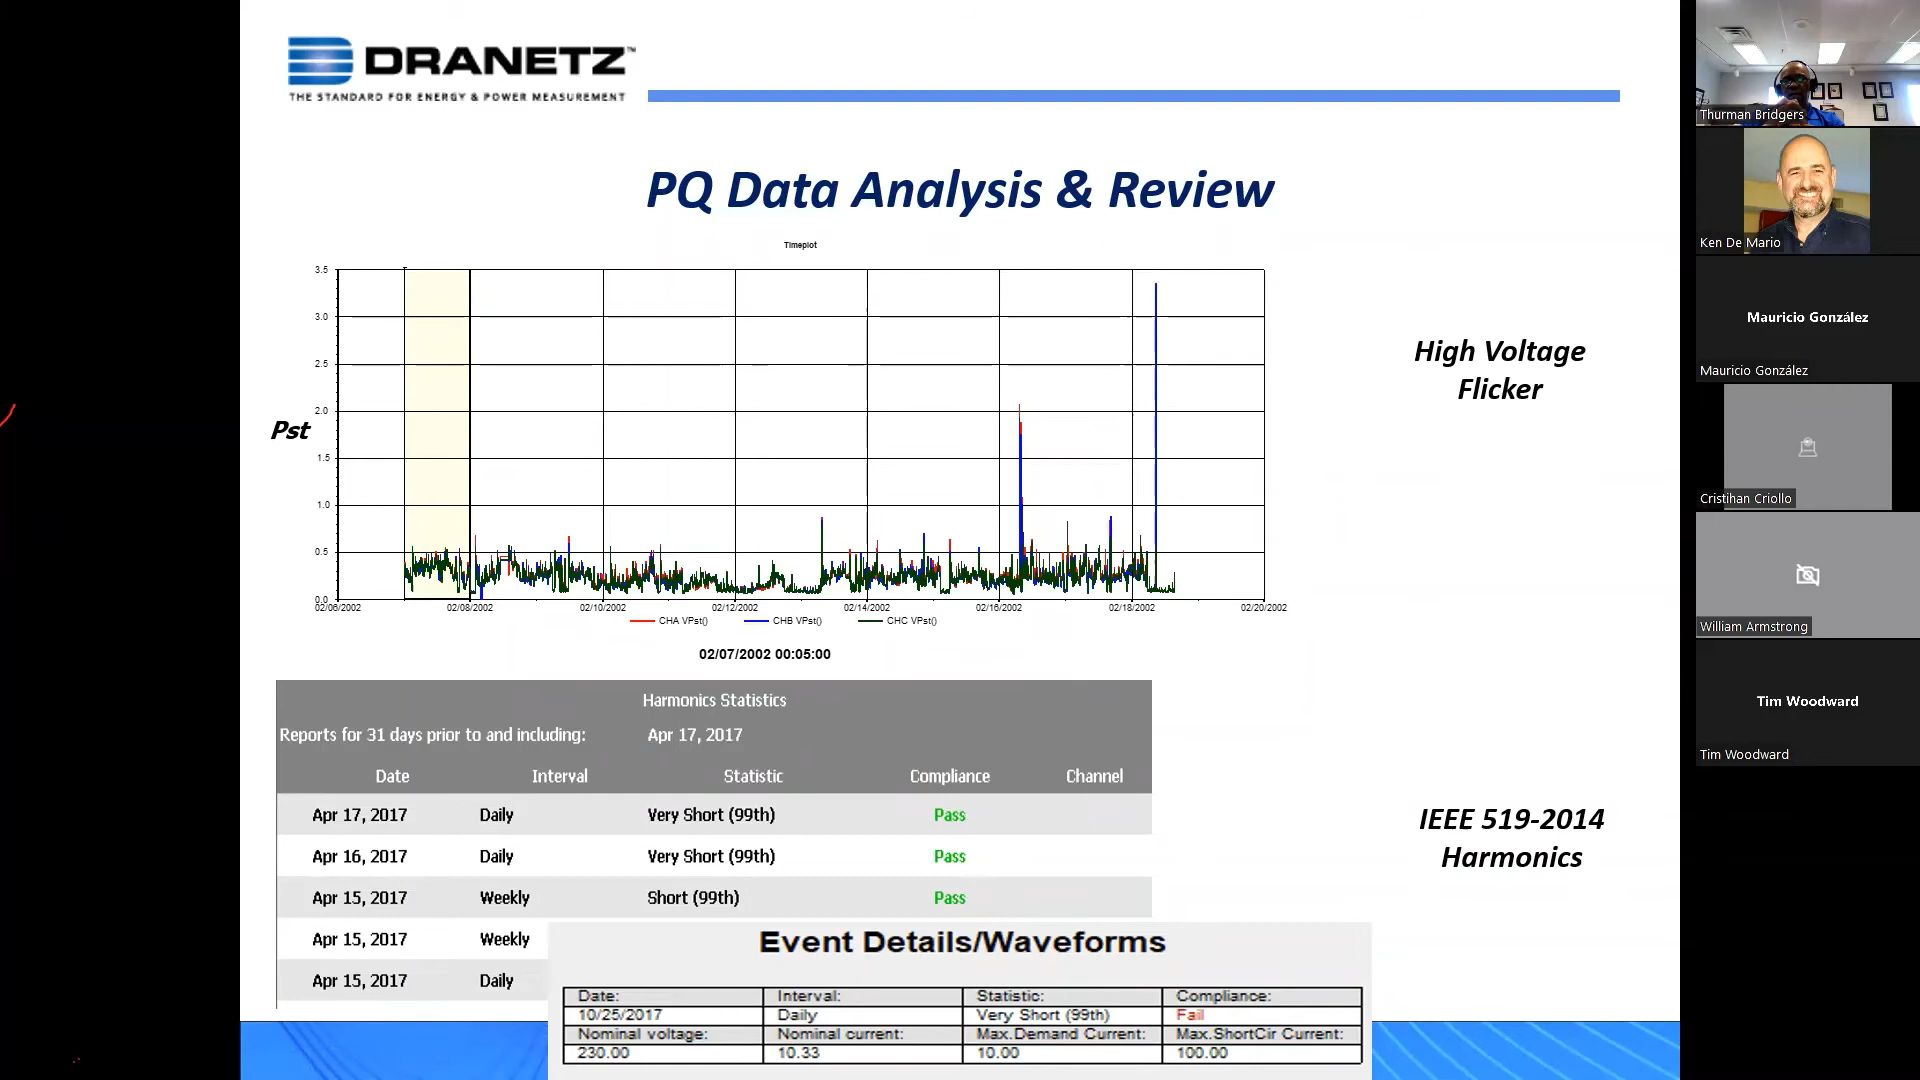 DRANETZ™
THE STANDARD FOR ENERGY & POWER MEASUREMENT
PQ Data Analysis & Review
Timeplot
3.5
3.0
2.5
2.0
1.5
1.0
0.5
0.0
Pst
02/06/2002 02/08/2002 02/10/2002 02/12/2002 02/14/2002 02/16/2002 02/18/2002 02/20/2002
CHA VPst() CHB VPst() CHC VPst()
02/07/2002 00:05:00
High Voltage
Flicker
Harmonics Statistics
Reports for 31 days prior to and including: Apr 17, 2017
Date Interval Statistic Compliance Channel
Apr 17, 2017 Daily Very Short (99th) Pass
Apr 16, 2017 Daily Very Short (99th) Pass
Apr 15, 2017 Weekly Short (99th) Pass
Apr 15, 2017 Weekly
Apr 15, 2017 Daily
IEEE 519-2014
Harmonics
Event Details/Waveforms
Date: Interval: Statistic: Compliance:
10/25/2017 Daily Very Short (99th) Fail
Nominal voltage: Nominal current: Max.Demand Current: Max.ShortCir Current:
230.00 10.33 10.00 100.00
Thurman Bridgers
Ken De Mario
Mauricio González
Mauricio González
Cristihan Criollo
William Armstrong
Tim Woodward
Tim Woodward